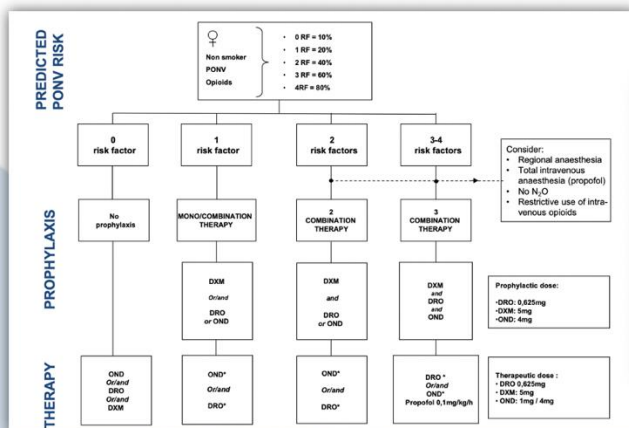 PREDICTED
PONV RISK
♀
Non smoker
PONV
Opioids
• 0 RF = 10%
• 1 RF = 20%
• 2 RF = 40%
• 3 RF = 60%
• 4RF = 80%
0
risk factor
1
risk factor
2
risk factors
3-4
risk factors
Consider:
• Regional anaesthesia
• Total intravenous
anaesthesia (propofol)
• No N₂O
• Restrictive use of intra-
venous opioids
PROPHYLAXIS
No
prophylaxis
MONO/COMBINATION
THERAPY
2
COMBINATION
THERAPY
3
COMBINATION
THERAPY
DXM
Or/and
DRO
or OND
DXM
and
DRO
or OND
DXM
and
DRO
and
OND
Prophylactic dose:
•DRO: 0,625mg
•DXM: 5mg
•OND: 4mg
THERAPY
OND
Or/and
DRO
Or/and
DXM
OND*
Or/and
DRO*
OND*
Or/and
DRO*
DRO *
Or/and
OND*
Propofol 0,1mg/kg/h
Therapeutic dose :
• DRO 0,625mg
• DXM: 5mg
• OND: 1mg / 4mg